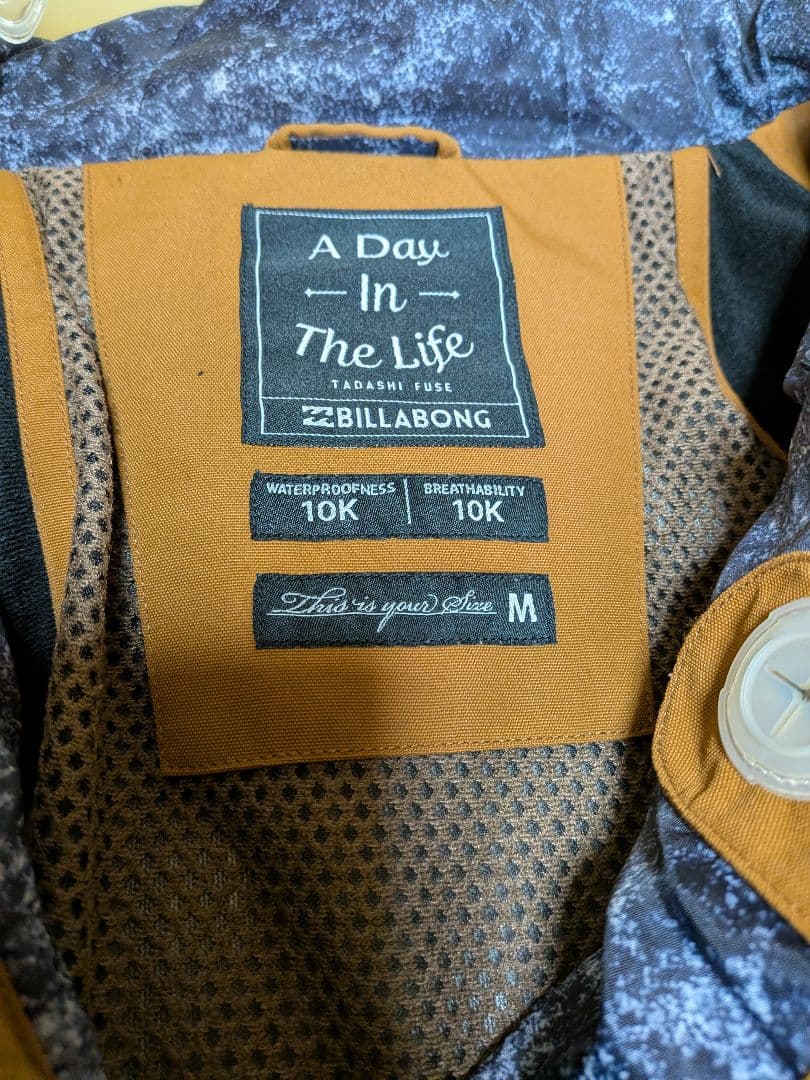 A Day
In
The Life
TADASHI FUSE
BILLABONG
WATERPROOFNESS BREATHABILITY
10K 10K
This is your Size M